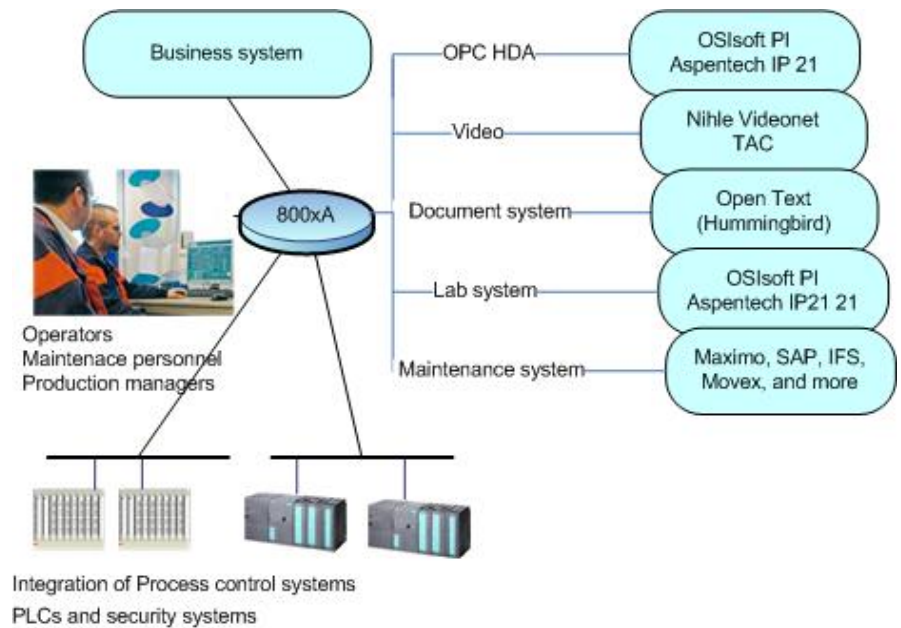 Business system
OPC HDA
OSIsoft PI
Aspentech IP 21
Video
Nihle Videonet
TAC
800xA
Document system
Open Text
(Hummingbird)
Lab system
OSIsoft PI
Aspentech IP21 21
Operators
Maintenace personnel
Production managers
Maintenance system
Maximo, SAP, IFS,
Movex, and more
Integration of Process control systems
PLCs and security systems